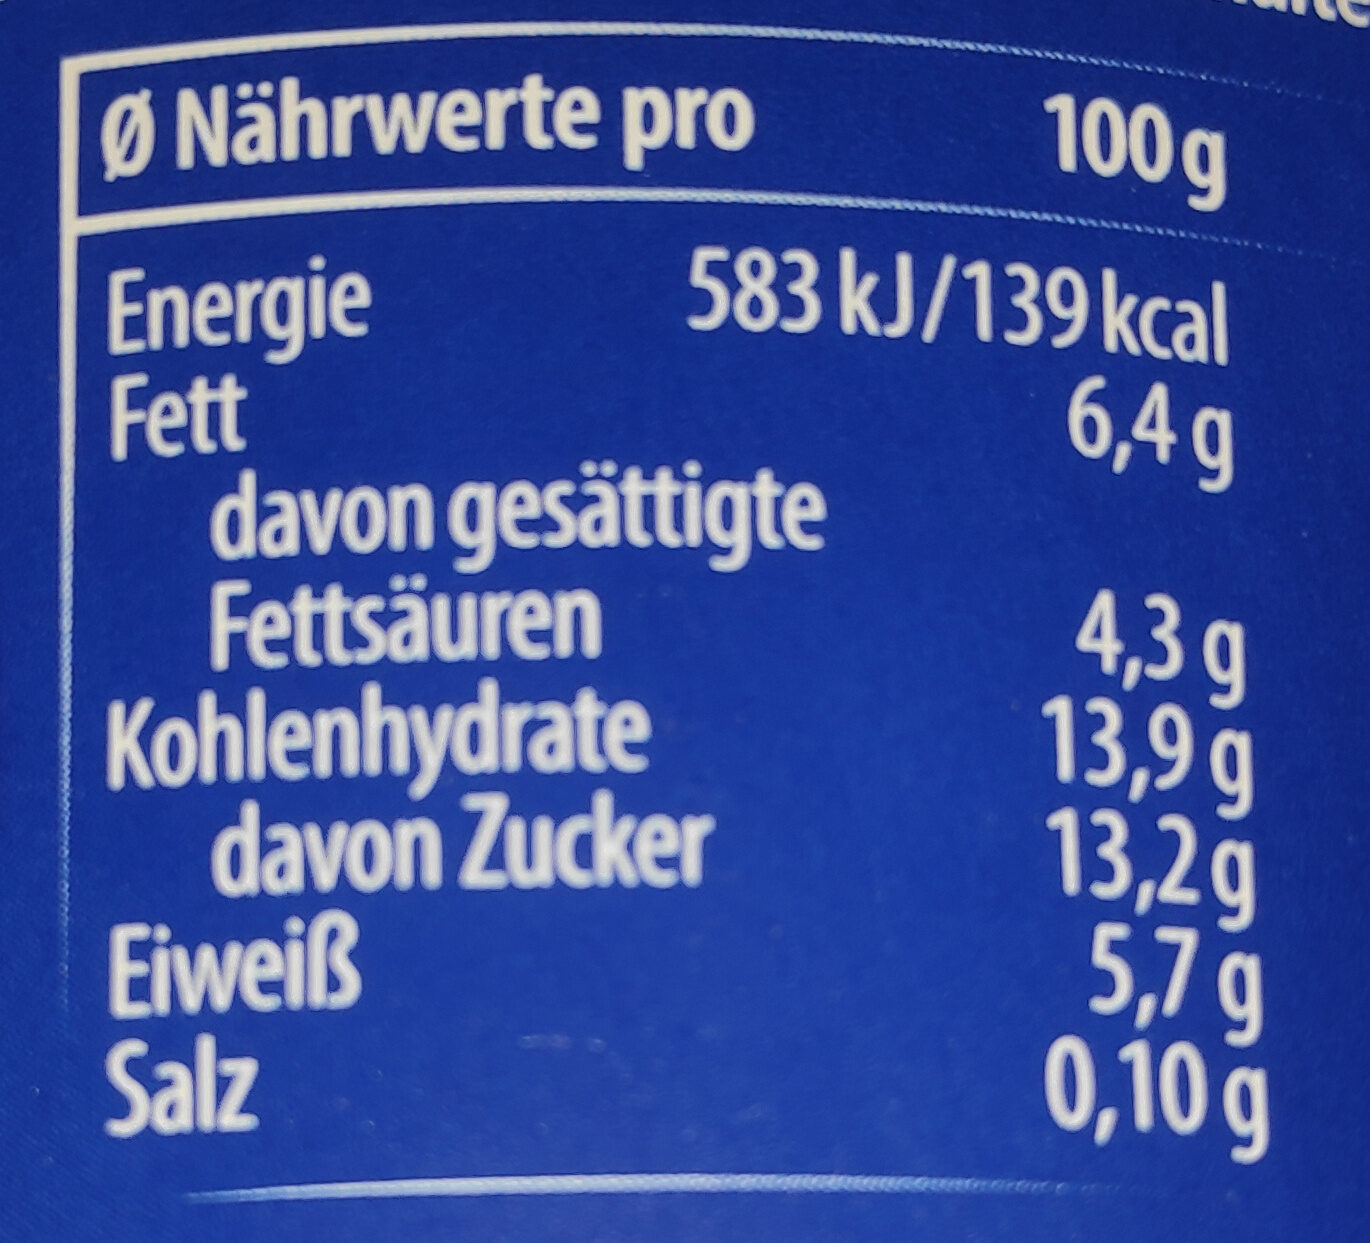 Ø Nährwerte pro 100 g
Energie 583 kJ/139 kcal
Fett 6,4 g
davon gesättigte
Fettsäuren 4,3 g
Kohlenhydrate 13,9 g
davon Zucker 13,2 g
Eiweiß 5,7 g
Salz 0,10 g